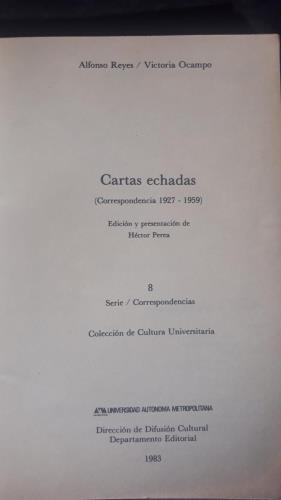 Alfonso Reyes / Victoria Ocampo
Cartas echadas
(Correspondencia 1927 - 1959)
Edición y presentación de
Héctor Perea
8
Serie / Correspondencias
Colección de Cultura Universitaria
UNIVERSIDAD AUTONOMA METROPOLITANA
Dirección de Difusión Cultural
Departamento Editorial
1983